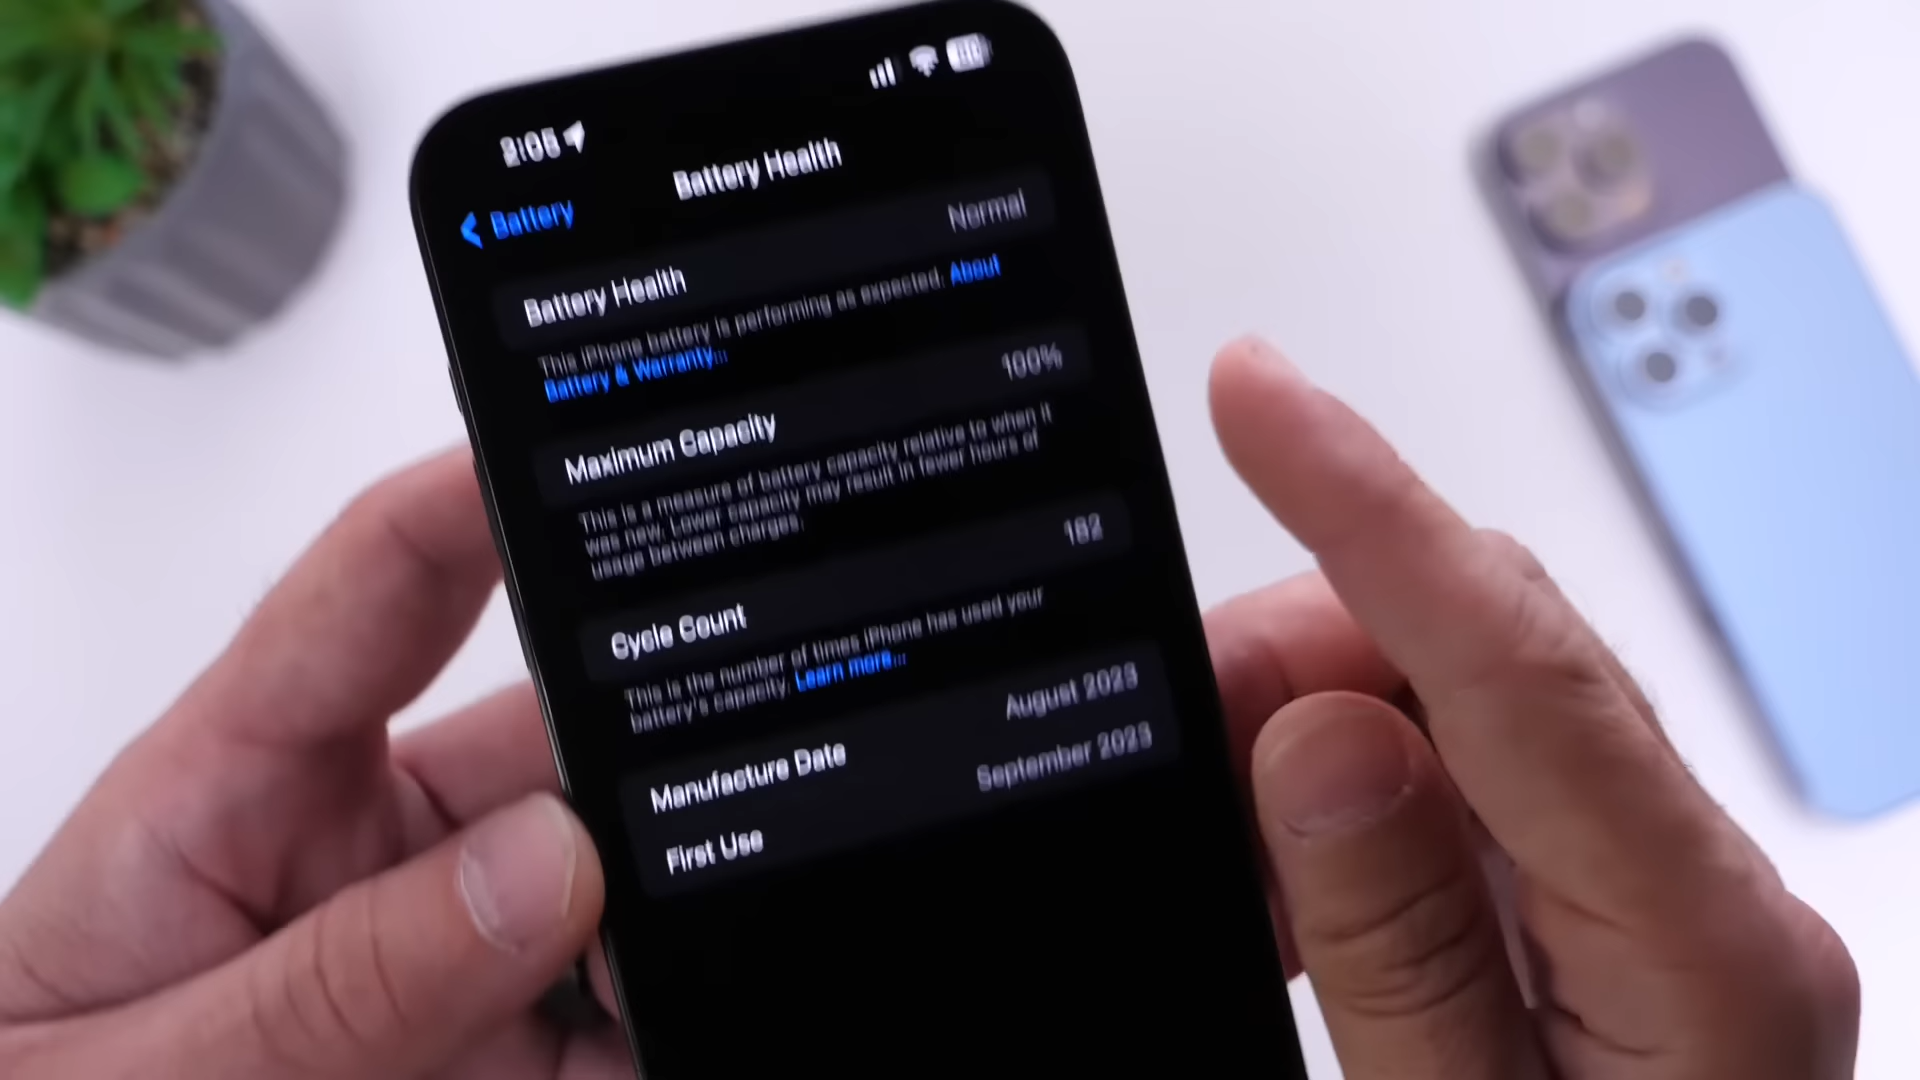 Battery Health
Battery
Battery Health Normal
This iPhone battery is performing as expected. About
Battery & Warranty...
Maximum Capacity 100%
This is a measure of battery capacity relative to when it
was new. Lower capacity may result in fewer hours of
usage between charges.
Cycle Count
This is the number of times iPhone has used your
battery's capacity. Learn more...
Manufacture Date August 2023
First Use September 2023